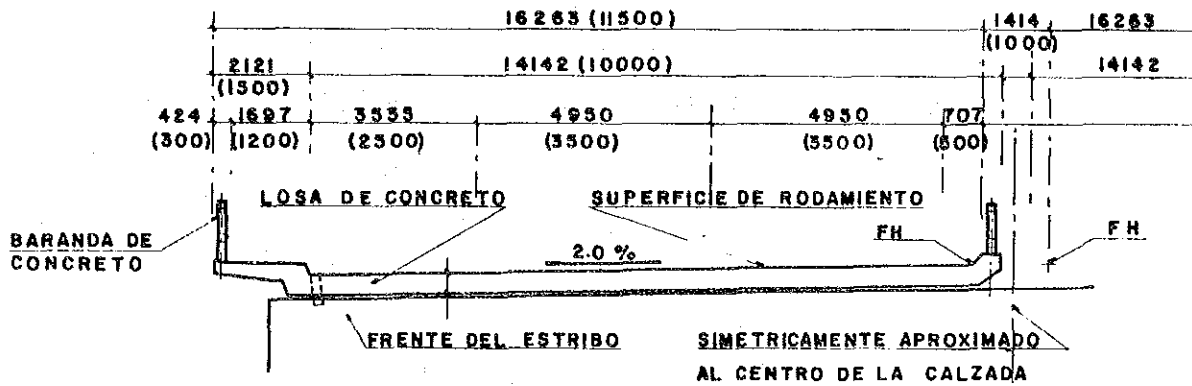 16263 (11500) 1414 16263
(1000)
2121 14142 (10000) 14142
(1500)
424 1697 3535 4950 4950 707
(300) (1200) (2500) (3500) (3500) (500)
LOSA DE CONCRETO SUPERFICIE DE RODAMIENTO
BARANDA DE CONCRETO
2.0 %
FH FH
FRENTE DEL ESTRIBO SIMETRICAMENTE APROXIMADO
AL CENTRO DE LA CALZADA